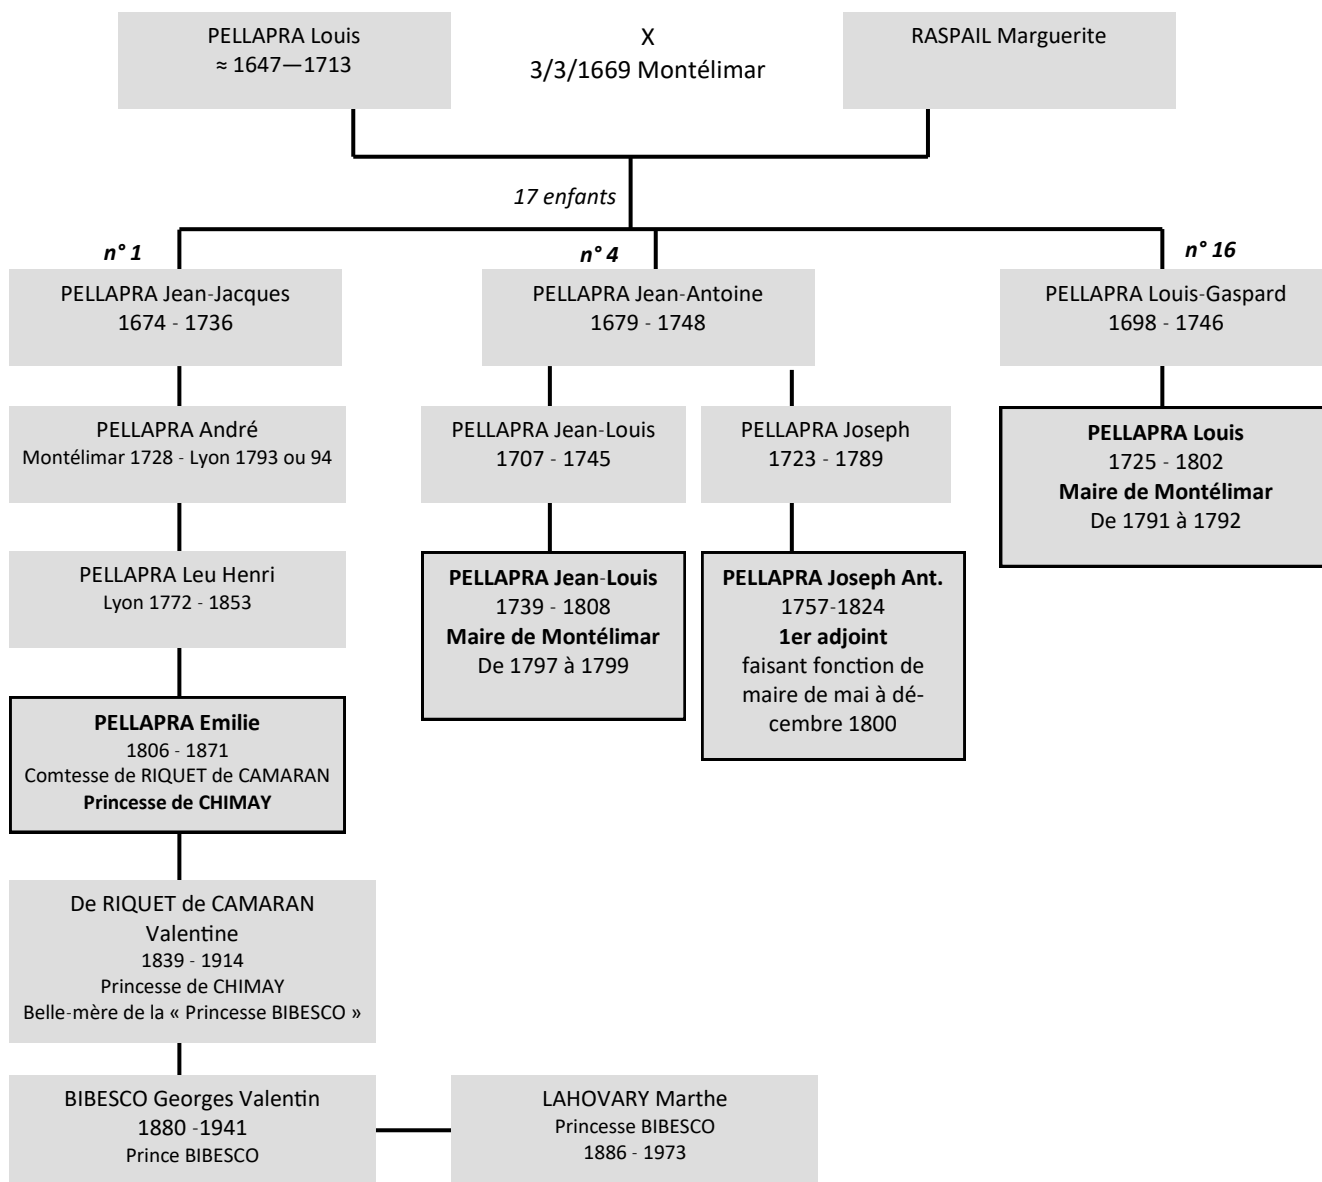 PELLAPRA Louis
≈ 1647—1713
X
3/3/1669 Montélimar
RASPAIL Marguerite
17 enfants
n° 1
n° 4
n° 16
PELLAPRA Jean-Jacques
1674 - 1736
PELLAPRA Jean-Antoine
1679 - 1748
PELLAPRA Louis-Gaspard
1698 - 1746
PELLAPRA André
Montélimar 1728 - Lyon 1793 ou 94
PELLAPRA Jean-Louis
1707 - 1745
PELLAPRA Joseph
1723 - 1789
PELLAPRA Louis
1725 - 1802
Maire de Montélimar
De 1791 à 1792
PELLAPRA Leu Henri
Lyon 1772 - 1853
PELLAPRA Jean-Louis
1739 - 1808
Maire de Montélimar
De 1797 à 1799
PELLAPRA Joseph Ant.
1757-1824
1er adjoint
faisant fonction de
maire de mai à dé-
cembre 1800
PELLAPRA Emilie
1806 - 1871
Comtesse de RIQUET de CAMARAN
Princesse de CHIMAY
De RIQUET de CAMARAN
Valentine
1839 - 1914
Princesse de CHIMAY
Belle-mère de la « Princesse BIBESCO »
BIBESCO Georges Valentin
1880 -1941
Prince BIBESCO
LAHOVARY Marthe
Princesse BIBESCO
1886 - 1973